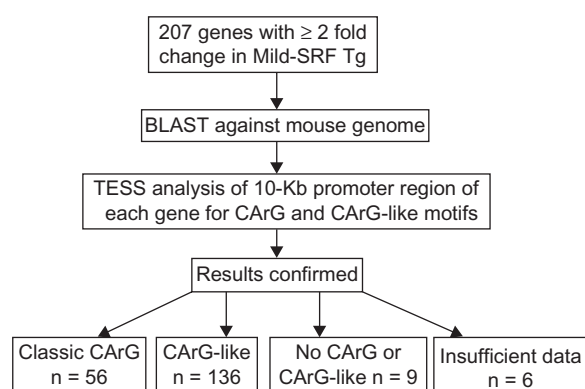 207 genes with ≥ 2 fold
change in Mild-SRF Tg
BLAST against mouse genome
TESS analysis of 10-Kb promoter region of
each gene for CArG and CArG-like motifs
Results confirmed
Classic CArG
n = 56
CArG-like
n = 136
No CArG or
CArG-like n = 9
Insufficient data
n = 6